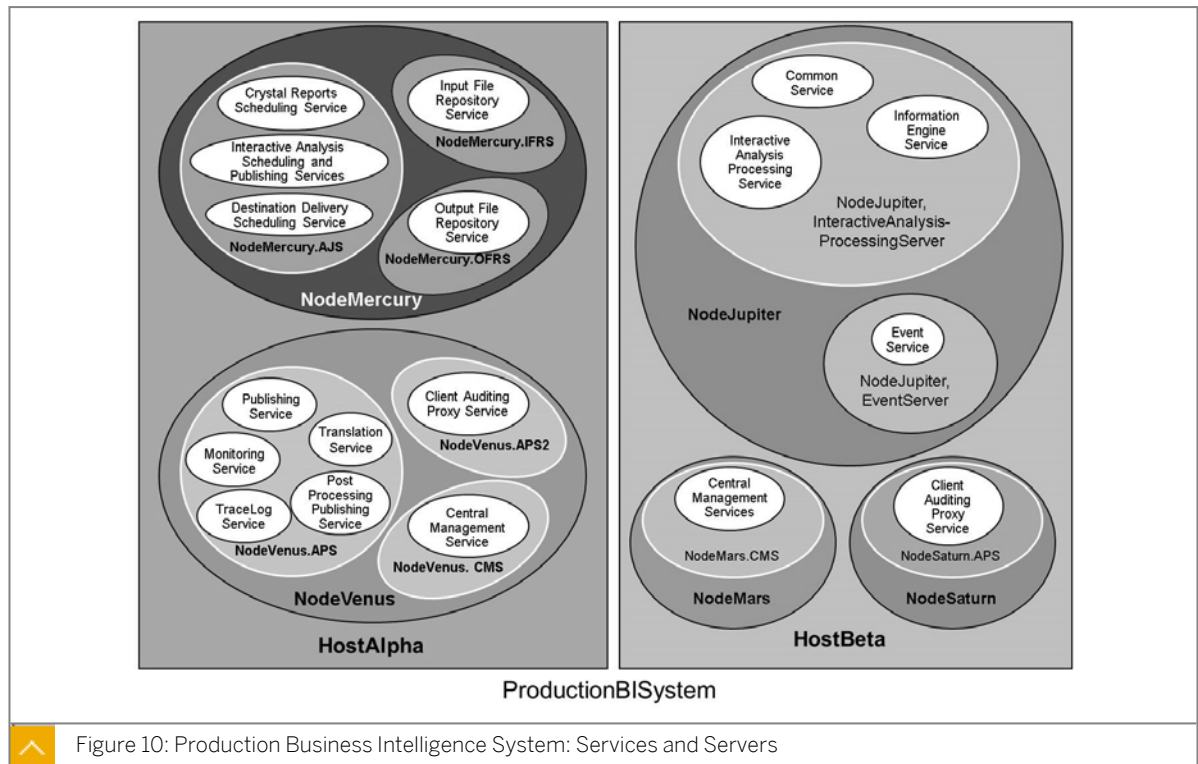 Crystal Reports
Scheduling Service
Interactive Analysis
Scheduling and
Publishing Services
Destination Delivery
Scheduling Service
NodeMercury.AJS
Input File
Repository
Service
NodeMercury.IFRS
Output File
Repository
Service
NodeMercury.OFRS
NodeMercury
Publishing
Service
Translation
Service
Monitoring
Service
Post
Processing
Publishing
Service
TraceLog
Service
NodeVenus.APS
Client Auditing
Proxy Service
NodeVenus.APS2
Central
Management
Service
NodeVenus. CMS
NodeVenus
HostAlpha
Common
Service
Information
Engine
Service
Interactive
Analysis
Processing
Service
NodeJupiter,
InteractiveAnalysis-
ProcessingServer
NodeJupiter
Event
Service
NodeJupiter,
EventServer
Central
Management
Services
NodeMars.CMS
NodeMars
Client
Auditing
Proxy
Service
NodeSaturn.APS
NodeSaturn
HostBeta
ProductionBISystem
Figure 10: Production Business Intelligence System: Services and Servers